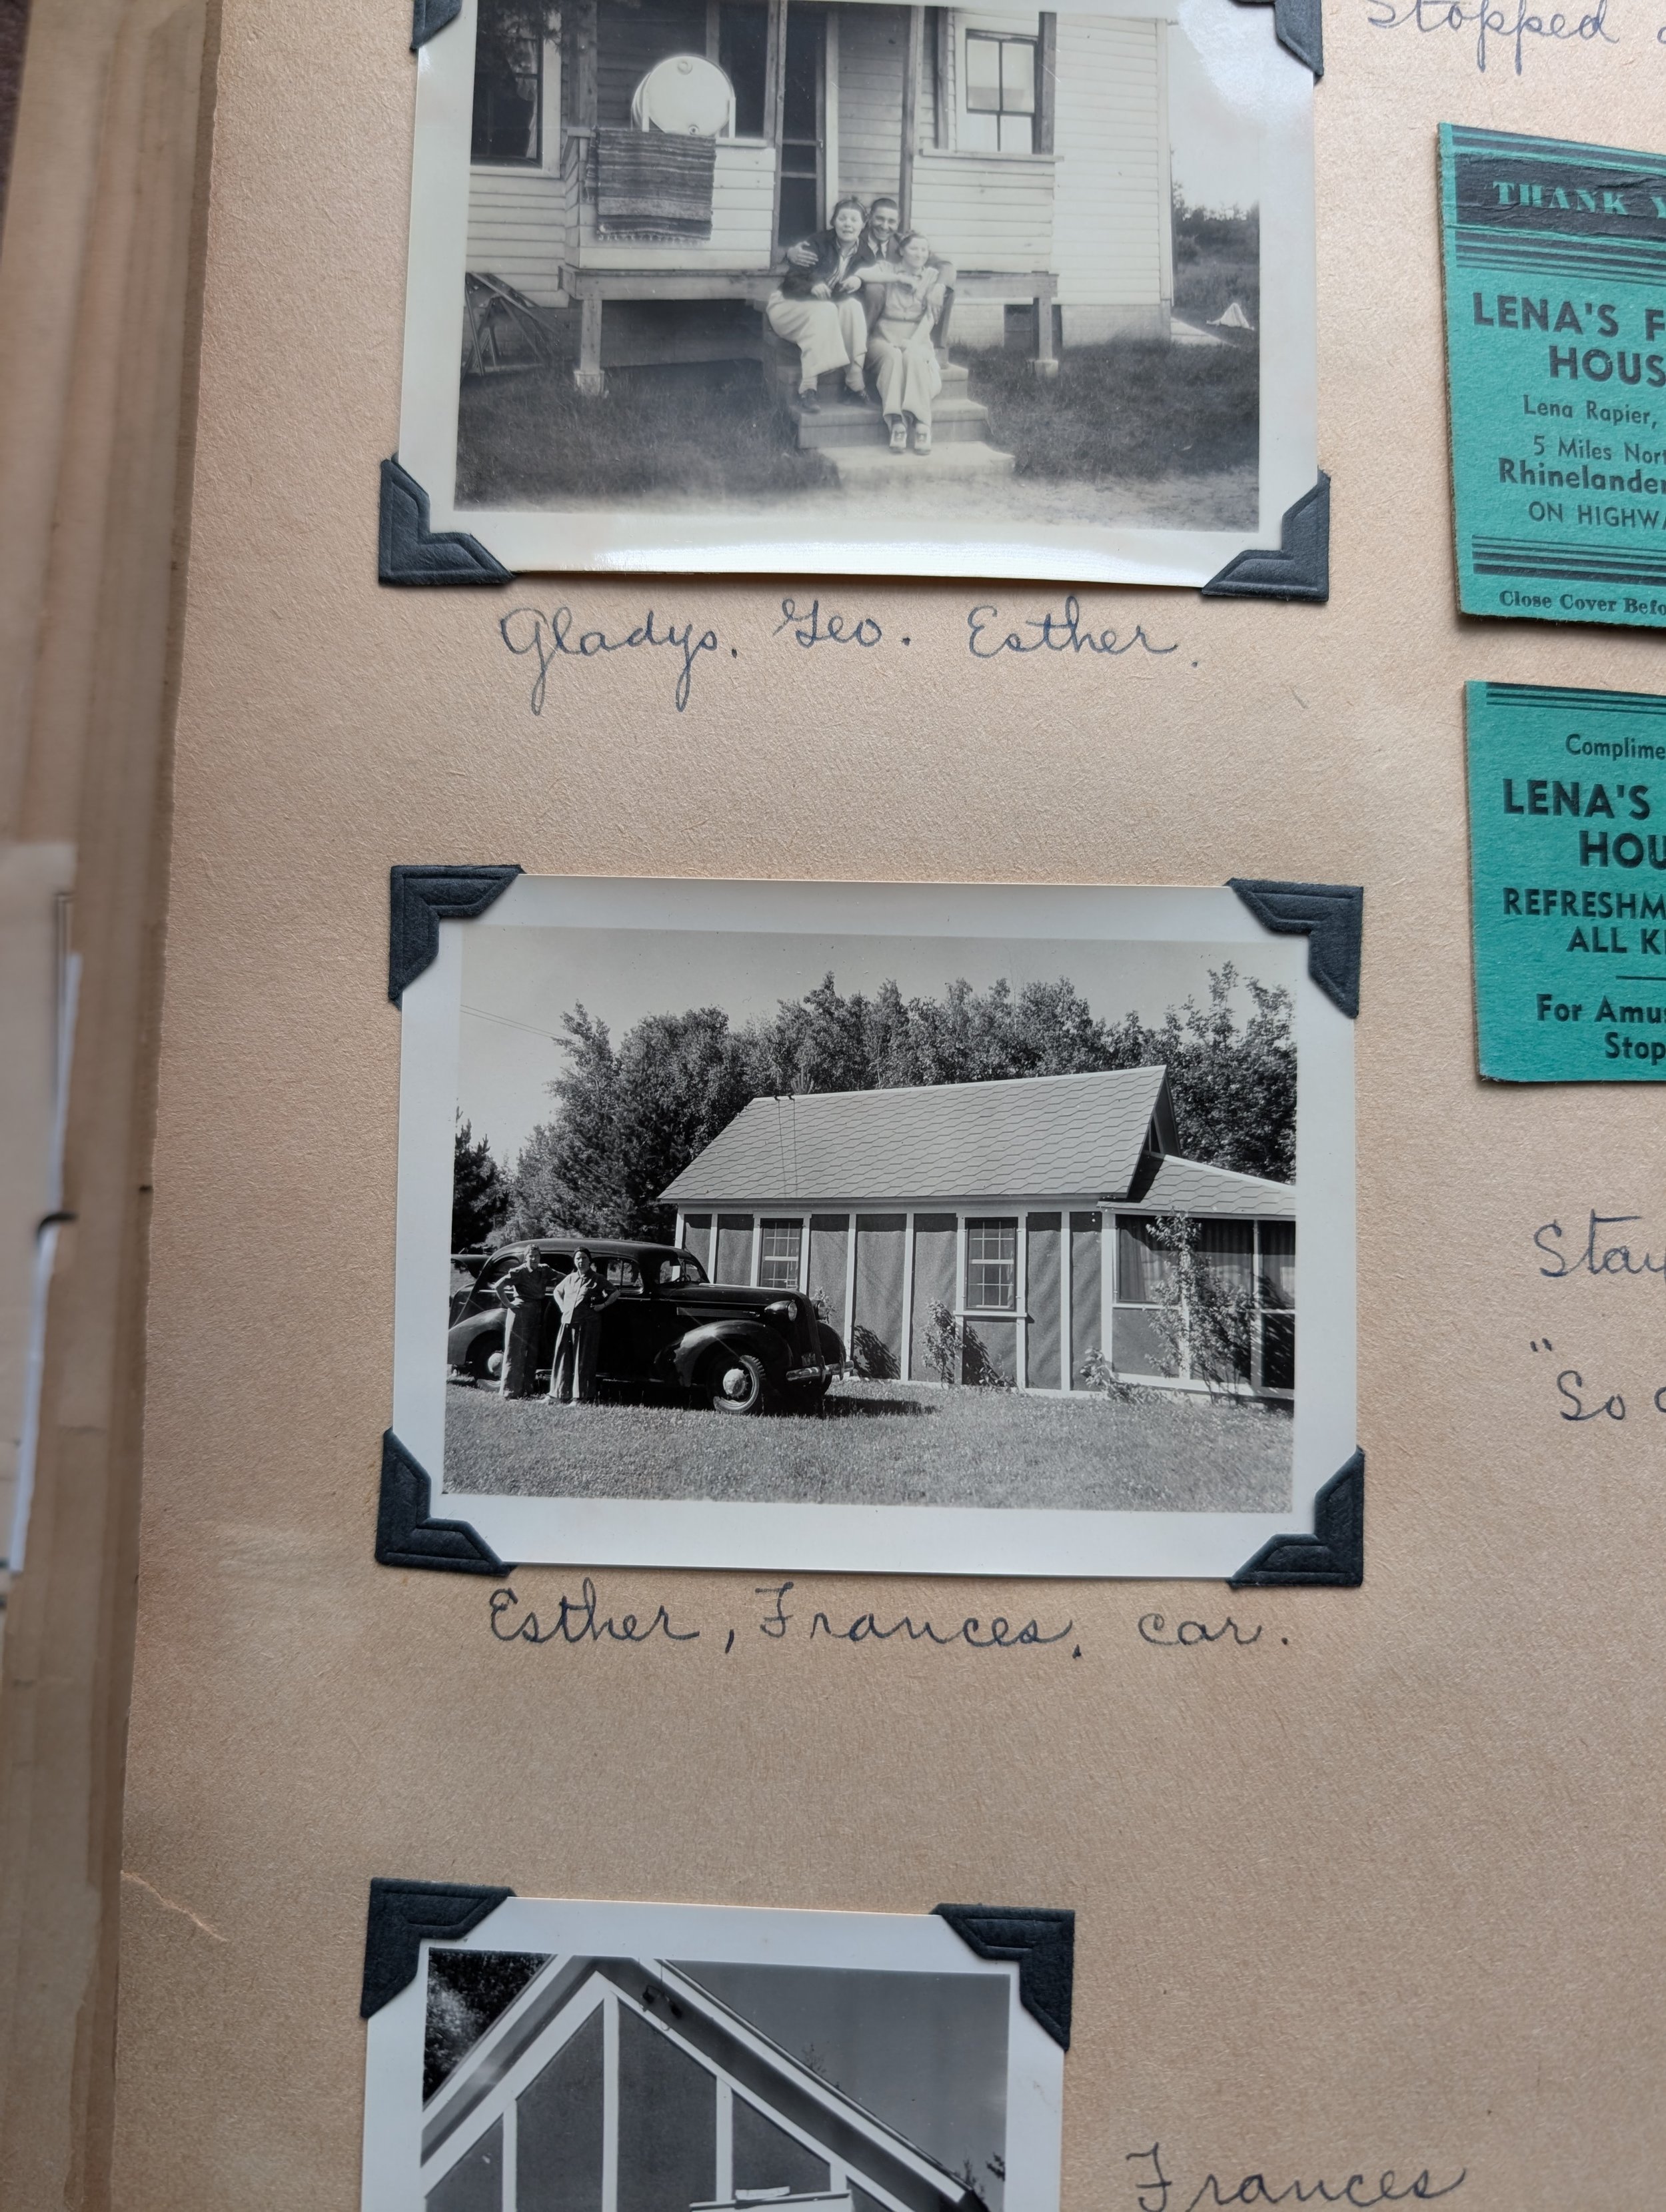 Stopped
THANK
LENA'S
HOUS
Lena Rapier,
5 Miles Nort
Rhinelander
ON HIGHWA
Close Cover Befo
Gladys. Geo. Esther.
Complime
LENA'S
HOU
REFRESHM
ALL K
For Amu
Stop
Stay
"
"So
Esther, Frances, car.
Frances